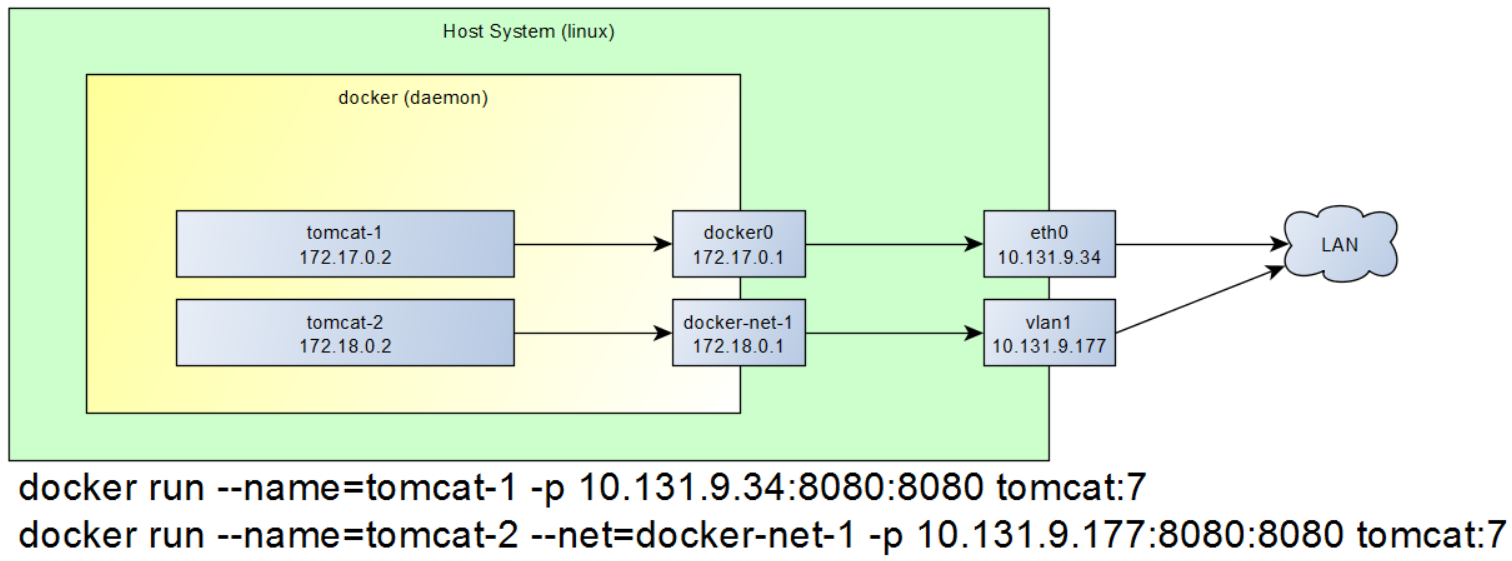 Host System (linux)
docker (daemon)
tomcat-1
172.17.0.2
docker0
172.17.0.1
eth0
10.131.9.34
LAN
tomcat-2
172.18.0.2
docker-net-1
172.18.0.1
vlan1
10.131.9.177
docker run --name=tomcat-1 -p 10.131.9.34:8080:8080 tomcat:7
docker run --name=tomcat-2 --net=docker-net-1 -p 10.131.9.177:8080:8080 tomcat:7